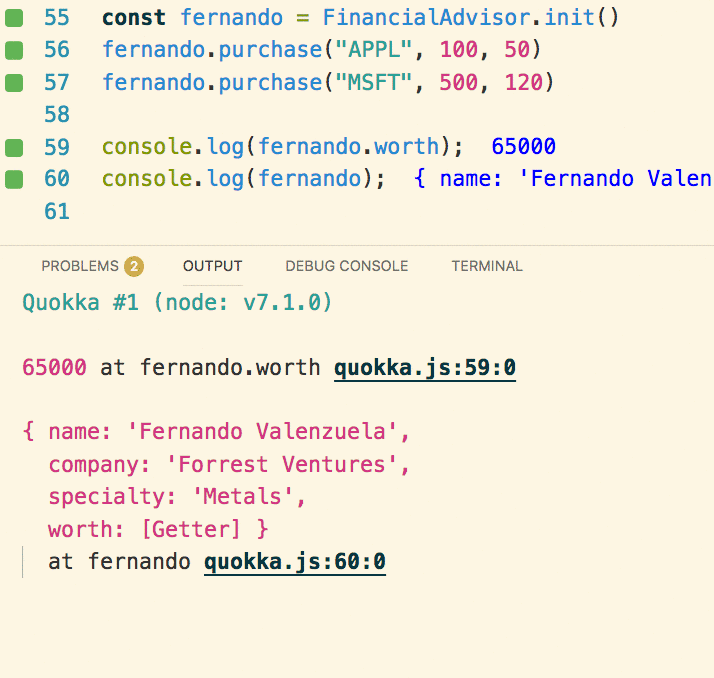 55 const fernando = FinancialAdvisor.init()
56 fernando.purchase("APPL", 100, 50)
57 fernando.purchase("MSFT", 500, 120)
58
59 console.log(fernando.worth); 65000
60 console.log(fernando); { name: 'Fernando Valen
61
PROBLEMS 2 OUTPUT DEBUG CONSOLE TERMINAL
Quokka #1 (node: v7.1.0)
65000 at fernando.worth quokka.js:59:0
{ name: 'Fernando Valenzuela',
company: 'Forrest Ventures',
specialty: 'Metals',
worth: [Getter] }
at fernando quokka.js:60:0